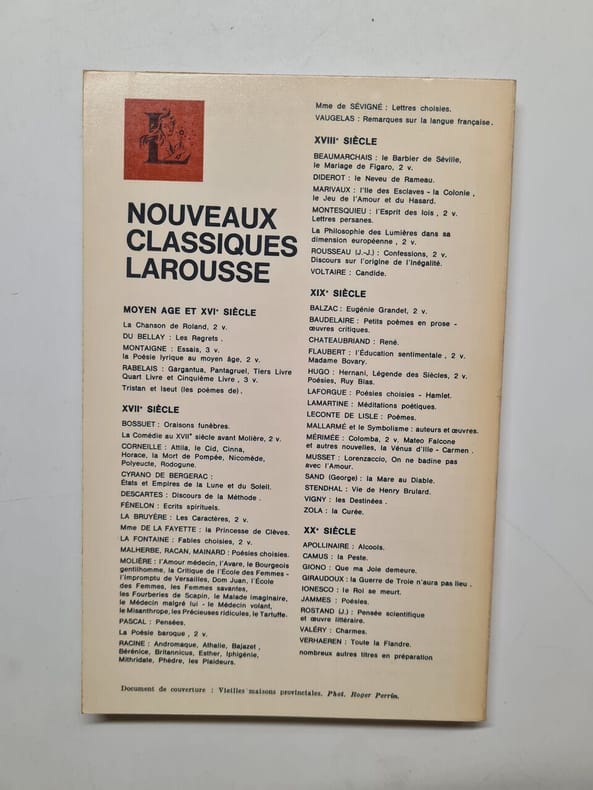 L
NOUVEAUX
CLASSIQUES
LAROUSSE
MOYEN AGE ET XVIᵉ SIÈCLE
La Chanson de Roland, 2 v.
DU BELLAY : Les Regrets .
MONTAIGNE : Essais, 3 v.
la Poésie lyrique au moyen âge, 2 v.
RABELAIS : Gargantua, Pantagruel, Tiers Livre
Quart Livre et Cinquième Livre , 3 v.
Tristan et Iseut (les poèmes de).
XVIIᵉ SIÈCLE
BOSSUET : Oraisons funèbres.
La Comédie au XVIIᵉ siècle avant Molière, 2 v.
CORNEILLE : Attila, le Cid, Cinna,
Horace, la Mort de Pompée, Nicomède,
Polyeucte, Rodogune.
CYRANO DE BERGERAC :
États et Empires de la Lune et du Soleil.
DESCARTES : Discours de la Méthode .
FÉNELON : Ecrits spirituels.
LA BRUYÈRE : Les Caractères, 2 v.
Mme DE LA FAYETTE : la Princesse de Clèves.
LA FONTAINE : Fables choisies, 2 v.
MALHERBE, RACAN, MAINARD : Poésies choisies.
MOLIÈRE : l'Amour médecin, l'Avare, le Bourgeois
gentilhomme, la Critique de l'École des Femmes -
l'Impromptu de Versailles, Dom Juan, l'École
des Femmes, les Femmes savantes,
les Fourberies de Scapin, le Malade imaginaire,
le Médecin malgré lui - le Médecin volant,
le Misanthrope, les Précieuses ridicules, le Tartuffe.
PASCAL : Pensées.
La Poésie baroque , 2 v.
RACINE : Andromaque, Athalie, Bajazet ,
Bérénice, Britannicus, Esther, Iphigénie,
Mithridate, Phèdre, les Plaideurs.
Mme de SÉVIGNÉ : Lettres choisies.
VAUGELAS : Remarques sur la langue française.
XVIIIᵉ SIÈCLE
BEAUMARCHAIS : le Barbier de Séville,
le Mariage de Figaro, 2 v.
DIDEROT : le Neveu de Rameau.
MARIVAUX : l'Ile des Esclaves - la Colonie ,
le Jeu de l'Amour et du Hasard.
MONTESQUIEU : l'Esprit des lois , 2 v.
Lettres persanes.
La Philosophie des Lumières dans sa
dimension européenne , 2 v.
ROUSSEAU (J.-J.) : Confessions, 2 v.
Discours sur l'origine de l'inégalité.
VOLTAIRE : Candide.
XIXᵉ SIÈCLE
BALZAC : Eugénie Grandet, 2 v.
BAUDELAIRE : Petits poèmes en prose -
œuvres critiques.
CHATEAUBRIAND : René.
FLAUBERT : l'Éducation sentimentale , 2 v.
Madame Bovary.
HUGO : Hernani, Légende des Siècles, 2 v.
Poésies, Ruy Blas.
LAFORGUE : Poésies choisies - Hamlet.
LAMARTINE : Méditations poétiques.
LECONTE DE LISLE : Poèmes.
MALLARMÉ et le Symbolisme : auteurs et œuvres.
MÉRIMÉE : Colomba, 2 v. Mateo Falcone
et autres nouvelles, la Vénus d'Ille - Carmen .
MUSSET : Lorenzaccio, On ne badine pas
avec l'Amour.
SAND (George) : la Mare au Diable.
STENDHAL : Vie de Henry Brulard.
VIGNY : les Destinées .
ZOLA : la Curée.
XXᵉ SIÈCLE
APOLLINAIRE : Alcools.
CAMUS : la Peste.
GIONO : Que ma Joie demeure.
GIRAUDOUX : la Guerre de Troie n'aura pas lieu .
IONESCO : le Roi se meurt.
JAMMES : Poésies.
ROSTAND (J.) : Pensée scientifique
et œuvre littéraire.
VALÉRY : Charmes.
VERHAEREN : Toute la Flandre.
nombreux autres titres en préparation
Document de couverture : Vieilles maisons provinciales. Phot. Roger Perrin.